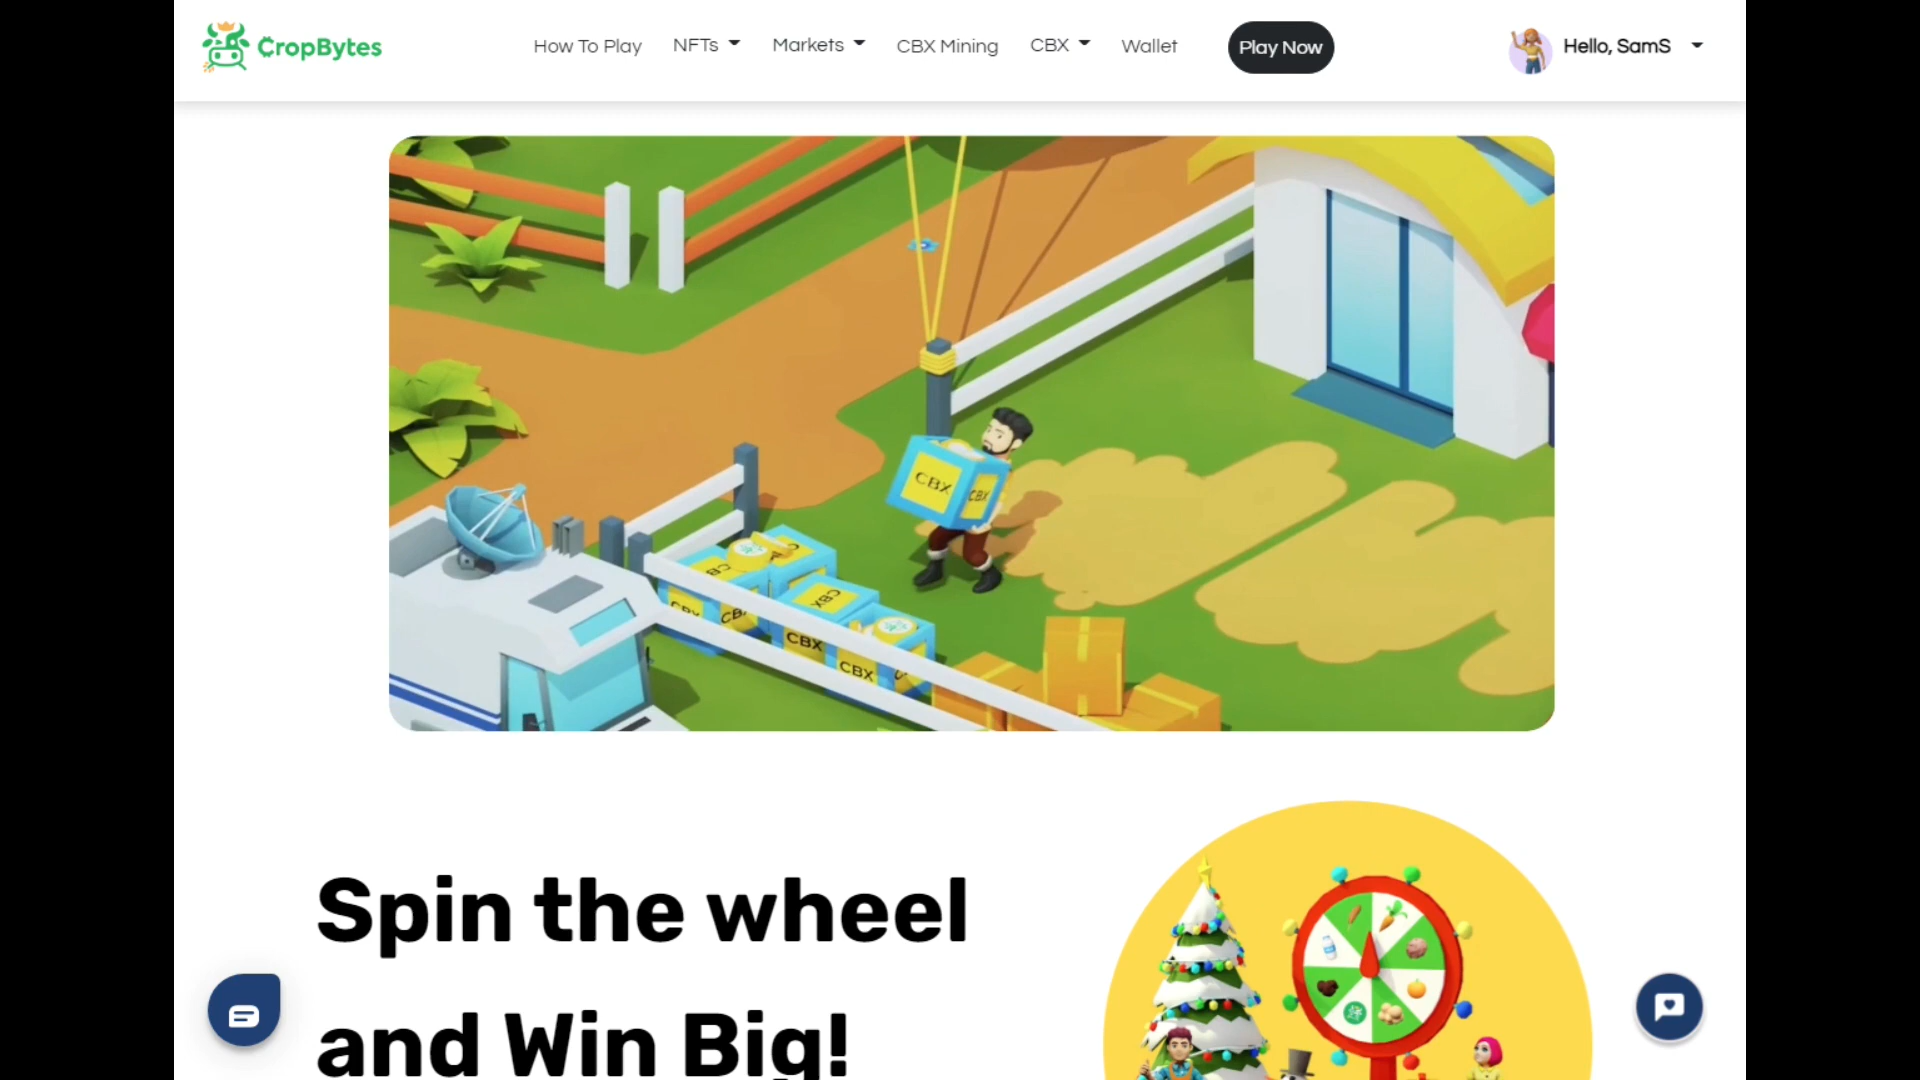 CropBytes
How To Play
NFTs
Markets
CBX Mining
CBX
Wallet
Play Now
Hello, SamS
CBX
CBX
CBX
CBX
CBX
CBX
Spin the wheel
and Win Big!